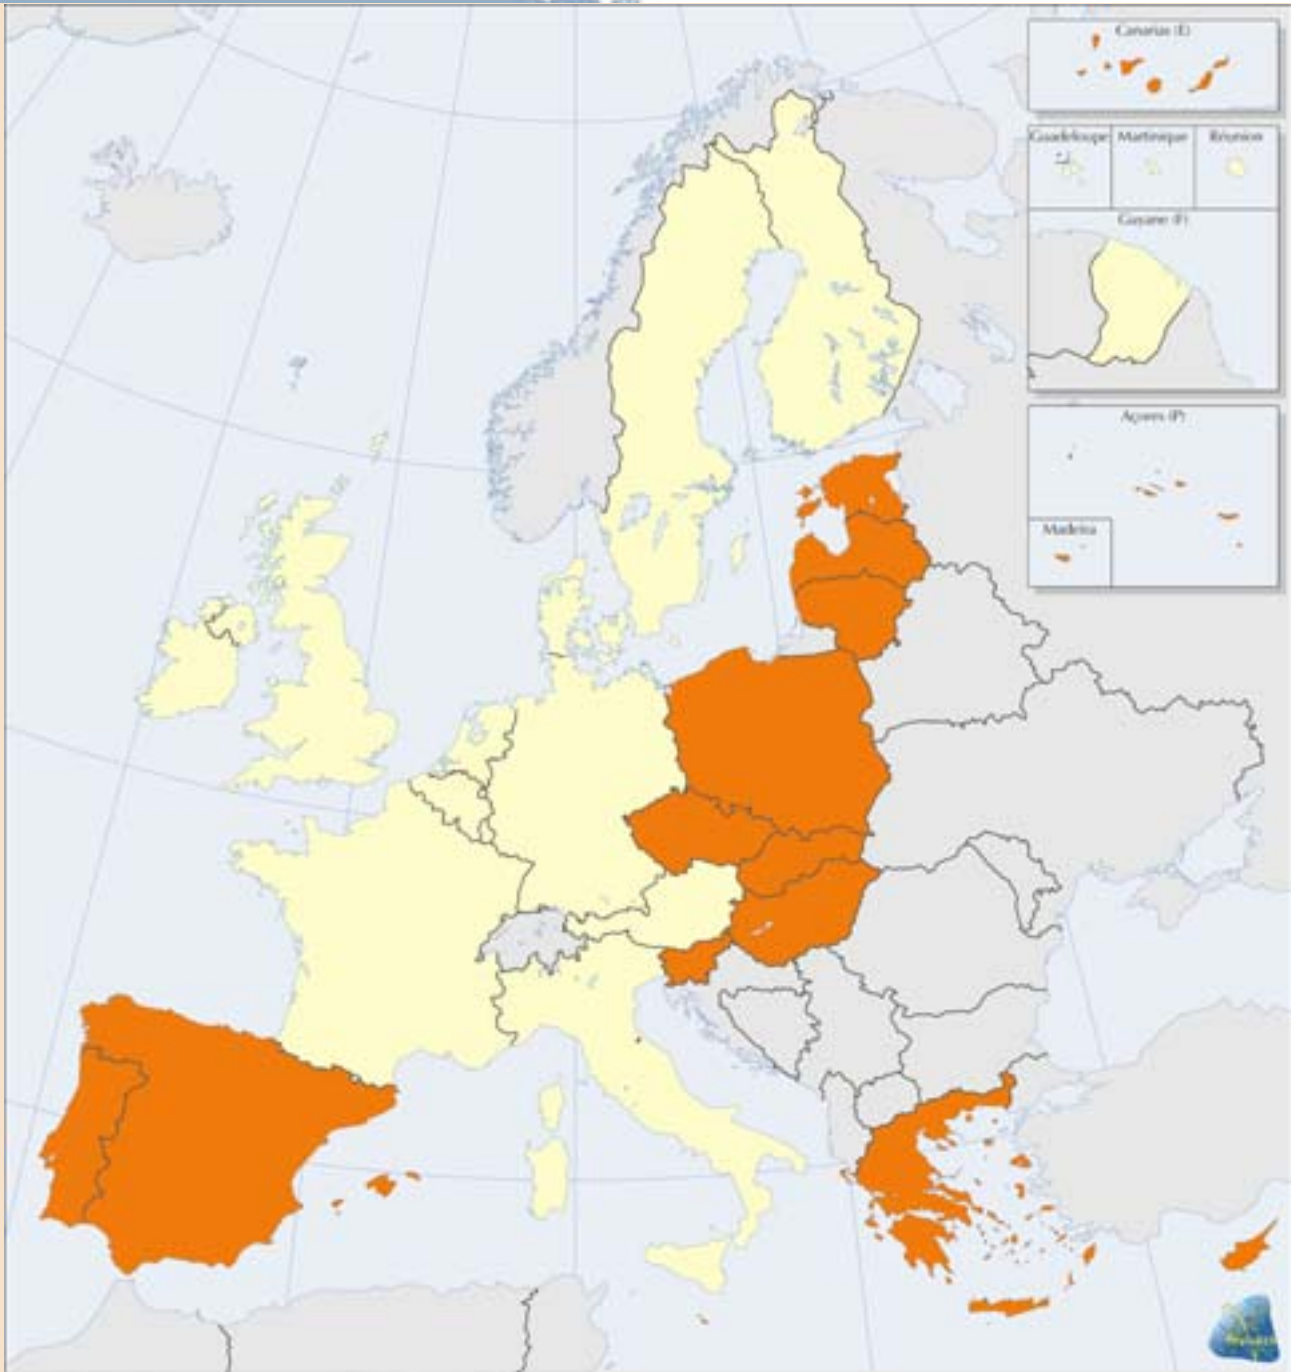 Canarias (E)
Guadeloupe
Martinique
Réunion
Guyane (F)
Açores (P)
Madeira